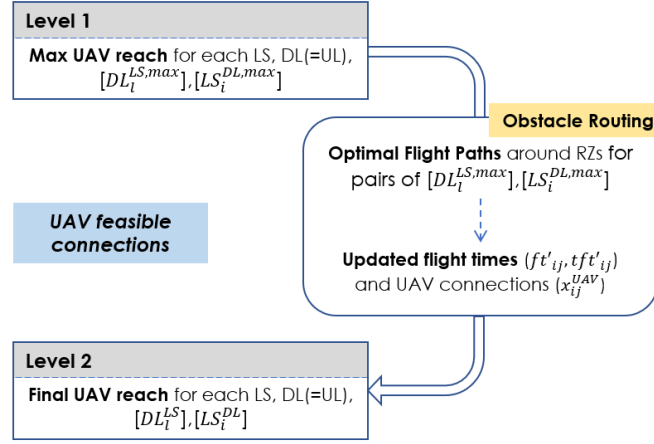 Level 1
Max UAV reach for each LS, DL(=UL),
[DL_l^{LS,max}],[LS_i^{DL,max}]
Obstacle Routing
Optimal Flight Paths around RZs for
pairs of [DL_l^{LS,max}],[LS_i^{DL,max}]
UAV feasible
connections
Updated flight times (ft'_{ij}, tft'_{ij})
and UAV connections (x_{ij}^{UAV})
Level 2
Final UAV reach for each LS, DL(=UL),
[DL_l^{LS}],[LS_i^{DL}]